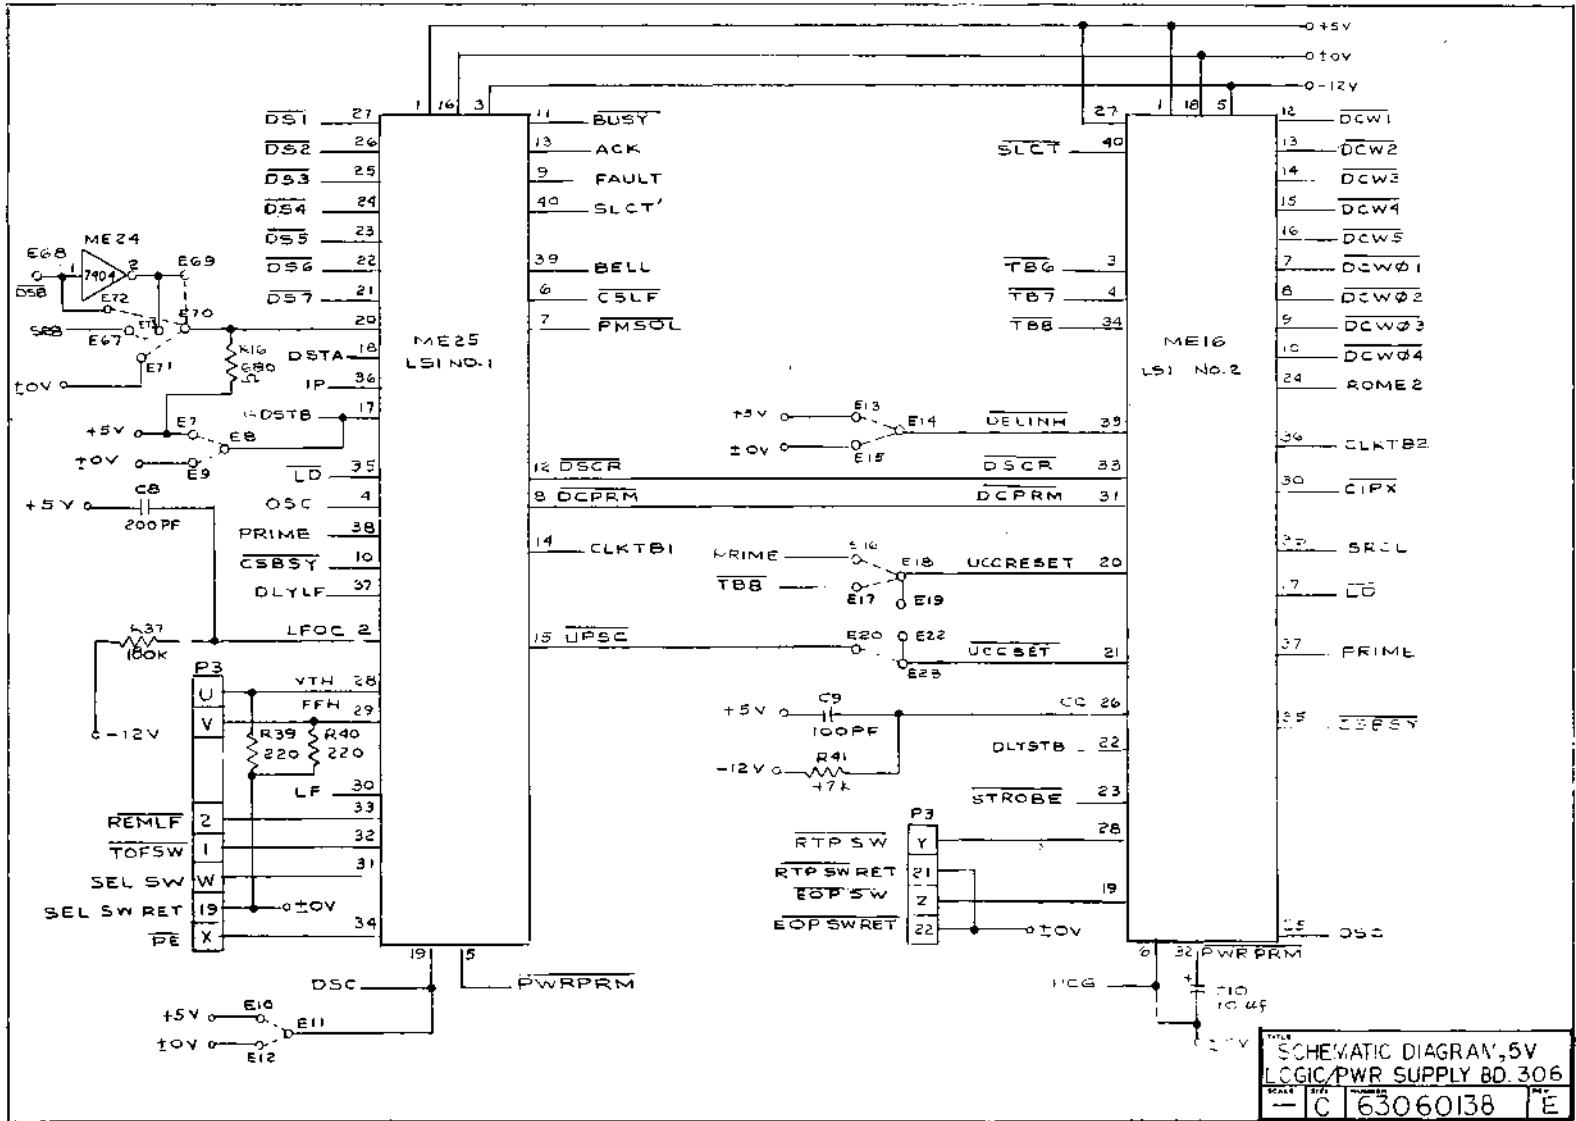 +5V
±0V
-12V
1 16 3
27 1 18 5
DS1 27
DS2 26
DS3 25
DS4 24
DS5 23
DS6 22
DS7 21
20
DSTA 18
IP 36
DSTB 17
LD 35
OSC 4
PRIME 38
CSBSY 10
DLYLF 37
LFOC 2
VTH 28
FFH 29
LF 30
33
32
31
34
11 BUSY
13 ACK
9 FAULT
40 SLCT'
39 BELL
6 CSLF
7 PMSOL
12 DSCR
8 DCPRM
14 CLKTB1
15 UPSC
ME25
LSI NO.1
19 5
DSC
PWRPRM
+5V E10
E11
±0V E12
ME24
E68 1 7404 2 E69
DS8
E72
E70
E67 E73
E71
±0V
R16
680
Ω
+5V E7
E8
±0V E9
+5V C8
200PF
R37
100K
-12V
P3
U
V
R39
220
R40
220
REMLF 2
TOFSW 1
SEL SW W
SEL SW RET 19 ±0V
PE X
SLCT 40
TB6 3
TB7 4
TB8 34
+5V E13
E14
±0V E15
DELINH 39
DSCR 33
DCPRM 31
PRIME E16
E18
TB8 E17 E19
UCCRESET 20
E20 E22
E23
UCCSET 21
+5V C9
100PF
CC 26
-12V R41
47K
DLYSTB 22
STROBE 23
P3
RTP SW Y 28
RTP SW RET 21
EOP SW Z 19
EOP SW RET 22 ±0V
ME16
LSI NO.2
12 DCW1
13 DCW2
14 DCW3
15 DCW4
16 DCW5
7 DCWØ1
8 DCWØ2
9 DCWØ3
10 DCWØ4
24 ROME2
36 CLKTB2
30 CIPX
SRCL
LD
37 PRIME
CSBSY
OSC
6 32 PWRPRM
+ C10
10 uf
TITLE
SCHEMATIC DIAGRAM, 5V
LOGIC/PWR SUPPLY BD. 306
SCALE — SIZE C NUMBER 63060138 REV E